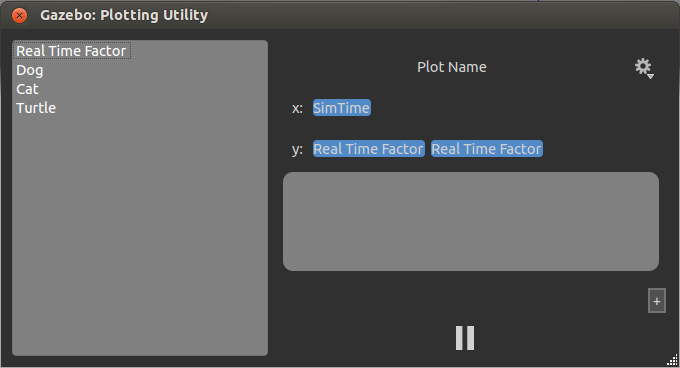 Gazebo: Plotting Utility
Real Time Factor
Dog
Cat
Turtle
Plot Name
x: SimTime
y: Real Time Factor Real Time Factor
+